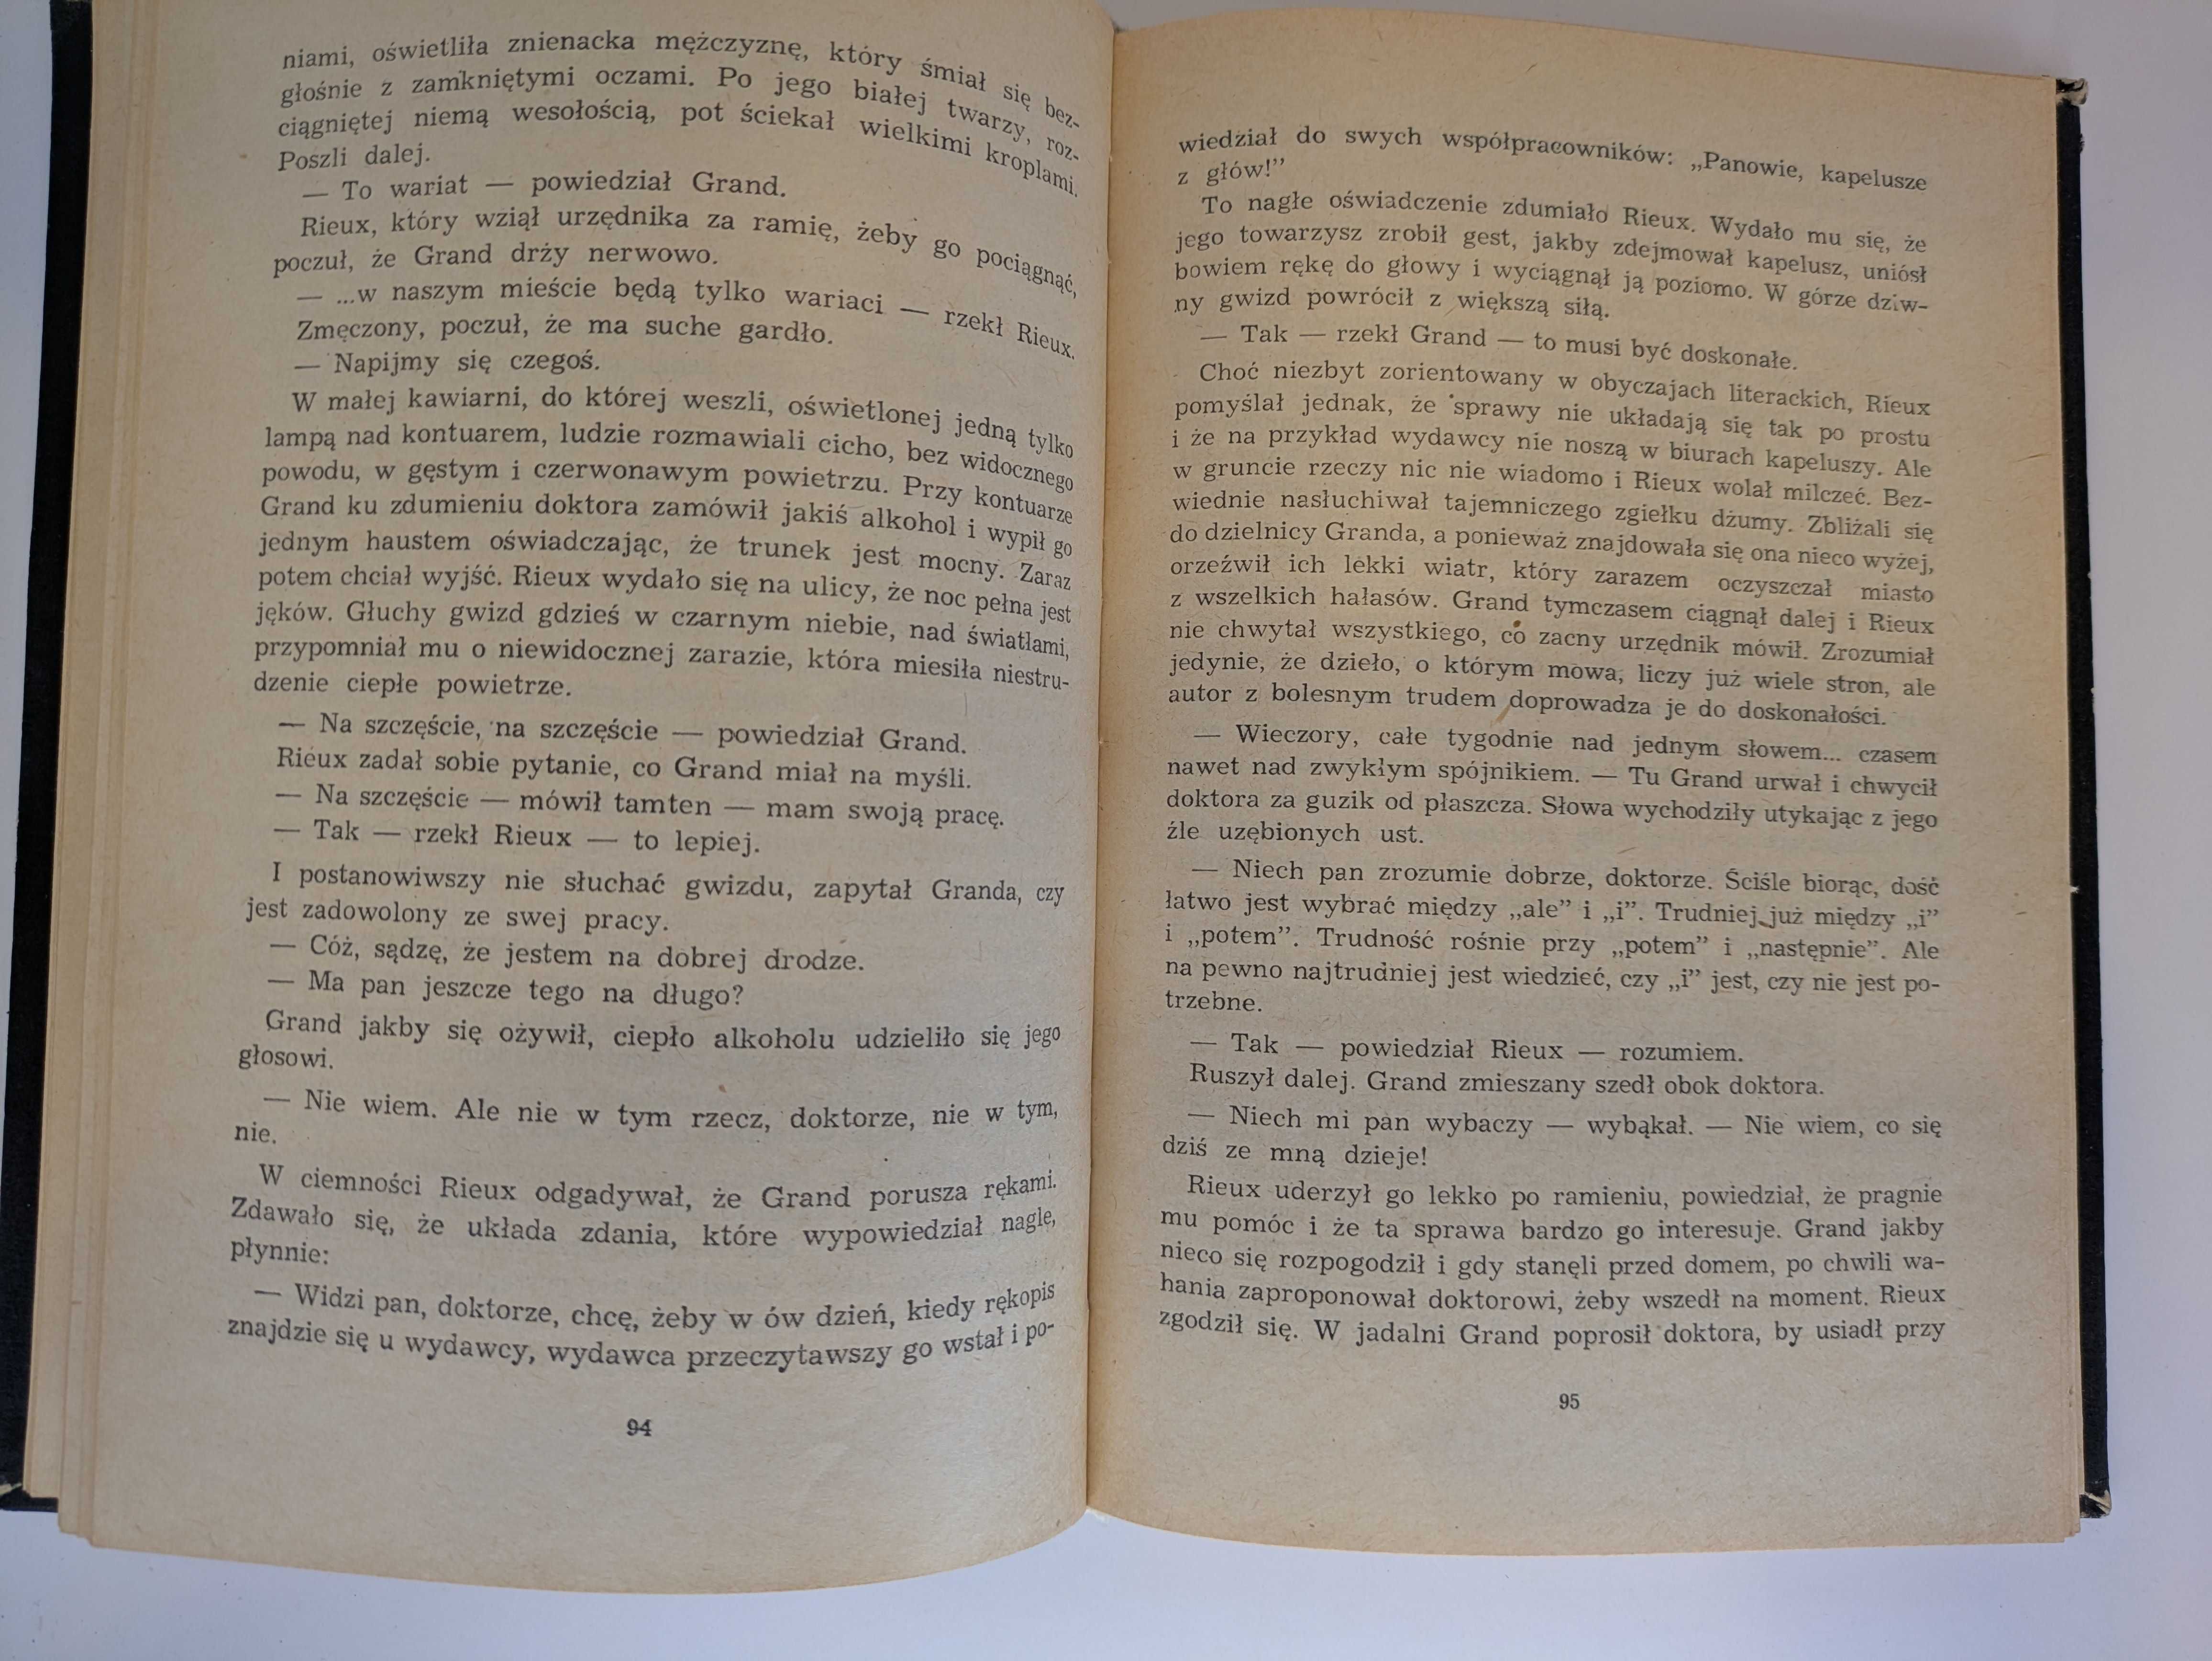 niami, oświetliła znienacka mężczyznę, który śmiał się bez-
głośnie z zamkniętymi oczami. Po jego białej twarzy, roz-
ciągniętej niemą wesołością, pot ściekał wielkimi kroplami.
Poszli dalej.
— To wariat — powiedział Grand.
Rieux, który wziął urzędnika za ramię, żeby go pociągnąć,
poczuł, że Grand drży nerwowo.
— ...w naszym mieście będą tylko wariaci — rzekł Rieux.
Zmęczony, poczuł, że ma suche gardło.
— Napijmy się czegoś.
W małej kawiarni, do której weszli, oświetlonej jedną tylko
lampą nad kontuarem, ludzie rozmawiali cicho, bez widocznego
powodu, w gęstym i czerwonawym powietrzu. Przy kontuarze
Grand ku zdumieniu doktora zamówił jakiś alkohol i wypił go
jednym haustem oświadczając, że trunek jest mocny. Zaraz
potem chciał wyjść. Rieux wydało się na ulicy, że noc pełna jest
jęków. Głuchy gwizd gdzieś w czarnym niebie, nad światłami,
przypomniał mu o niewidocznej zarazie, która miesiła niestru-
dzenie ciepłe powietrze.
— Na szczęście, na szczęście — powiedział Grand.
Rieux zadał sobie pytanie, co Grand miał na myśli.
— Na szczęście — mówił tamten — mam swoją pracę.
— Tak — rzekł Rieux — to lepiej.
I postanowiwszy nie słuchać gwizdu, zapytał Granda, czy
jest zadowolony ze swej pracy.
— Cóż, sądzę, że jestem na dobrej drodze.
— Ma pan jeszcze tego na długo?
Grand jakby się ożywił, ciepło alkoholu udzieliło się jego
głosowi.
— Nie wiem. Ale nie w tym rzecz, doktorze, nie w tym,
nie.
W ciemności Rieux odgadywał, że Grand porusza rękami.
Zdawało się, że układa zdania, które wypowiedział nagle,
płynnie:
— Widzi pan, doktorze, chcę, żeby w ów dzień, kiedy rękopis
znajdzie się u wydawcy, wydawca przeczytawszy go wstał i po-
94
wiedział do swych współpracowników: „Panowie, kapelusze
z głów!”
To nagłe oświadczenie zdumiało Rieux. Wydało mu się, że
jego towarzysz zrobił gest, jakby zdejmował kapelusz, uniósł
bowiem rękę do głowy i wyciągnął ją poziomo. W górze dziw-
ny gwizd powrócił z większą siłą.
— Tak — rzekł Grand — to musi być doskonałe.
Choć niezbyt zorientowany w obyczajach literackich, Rieux
pomyślał jednak, że sprawy nie układają się tak po prostu
i że na przykład wydawcy nie noszą w biurach kapeluszy. Ale
w gruncie rzeczy nic nie wiadomo i Rieux wolał milczeć. Bez-
wiednie nasłuchiwał tajemniczego zgiełku dżumy. Zbliżali się
do dzielnicy Granda, a ponieważ znajdowała się ona nieco wyżej,
orzeźwił ich lekki wiatr, który zarazem oczyszczał miasto
z wszelkich hałasów. Grand tymczasem ciągnął dalej i Rieux
nie chwytał wszystkiego, co zacny urzędnik mówił. Zrozumiał
jedynie, że dzieło, o którym mowa, liczy już wiele stron, ale
autor z bolesnym trudem doprowadza je do doskonałości.
— Wieczory, całe tygodnie nad jednym słowem... czasem
nawet nad zwykłym spójnikiem. — Tu Grand urwał i chwycił
doktora za guzik od płaszcza. Słowa wychodziły utykając z jego
źle uzębionych ust.
— Niech pan zrozumie dobrze, doktorze. Ściśle biorąc, dość
łatwo jest wybrać między „ale” i „i”. Trudniej już między „i”
i „potem”. Trudność rośnie przy „potem” i „następnie”. Ale
na pewno najtrudniej jest wiedzieć, czy „i” jest, czy nie jest po-
trzebne.
— Tak — powiedział Rieux — rozumiem.
Ruszył dalej. Grand zmieszany szedł obok doktora.
— Niech mi pan wybaczy — wybąkał. — Nie wiem, co się
dziś ze mną dzieje!
Rieux uderzył go lekko po ramieniu, powiedział, że pragnie
mu pomóc i że ta sprawa bardzo go interesuje. Grand jakby
nieco się rozpogodził i gdy stanęli przed domem, po chwili wa-
hania zaproponował doktorowi, żeby wszedł na moment. Rieux
zgodził się. W jadalni Grand poprosił doktora, by usiadł przy
95